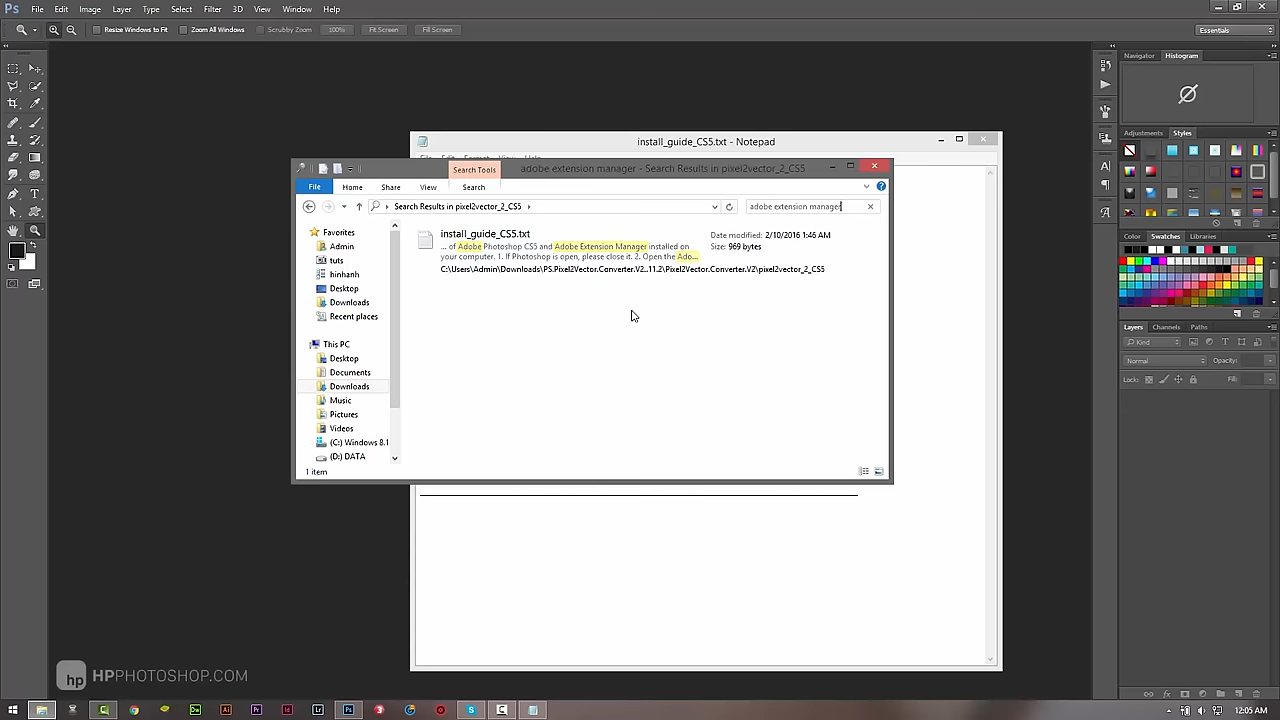 Ps File Edit Image Layer Type Select Filter 3D View Window Help
Resize Windows to Fit Zoom All Windows Scrubby Zoom 100% Fit Screen Fill Screen Essentials
Navigator Histogram
Adjustments Styles
Color Swatches Libraries
Layers Channels Paths
Kind
Normal Opacity:
Lock: Fill:
install_guide_CS5.txt - Notepad
Search Tools adobe extension manager - Search Results in pixel2vector_2_CS5
File Home Share View Search
Search Results in pixel2vector_2_CS5 adobe extension manager
Favorites
Admin
tuts
hinhanh
Desktop
Downloads
Recent places
This PC
Desktop
Documents
Downloads
Music
Pictures
Videos
(C:) Windows 8.1
(D:) DATA
install_guide_CS5.txt
... of Adobe Photoshop CS5 and Adobe Extension Manager installed on
your computer. 1. If Photoshop is open, please close it. 2. Open the Ado...
C:\Users\Admin\Downloads\PS.Pixel2Vector.Converter.V2...11.2\Pixel2Vector.Converter.V2\pixel2vector_2_CS5
Date modified: 2/10/2016 1:46 AM
Size: 969 bytes
1 item
hp HPPHOTOSHOP.COM
Dw Ai Pr Id Lr Ps
12:05 AM